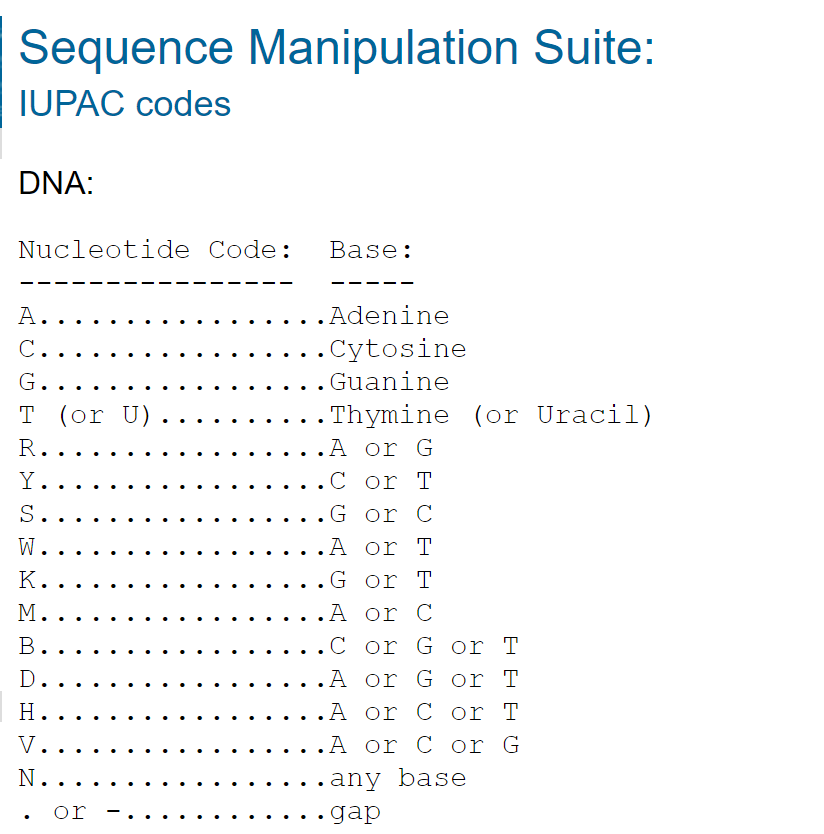 Sequence Manipulation Suite:
IUPAC codes
DNA:
Nucleotide Code:  Base:
----------------  -----
A.................Adenine
C.................Cytosine
G.................Guanine
T (or U)..........Thymine (or Uracil)
R.................A or G
Y.................C or T
S.................G or C
W.................A or T
K.................G or T
M.................A or C
B.................C or G or T
D.................A or G or T
H.................A or C or T
V.................A or C or G
N.................any base
. or -............gap